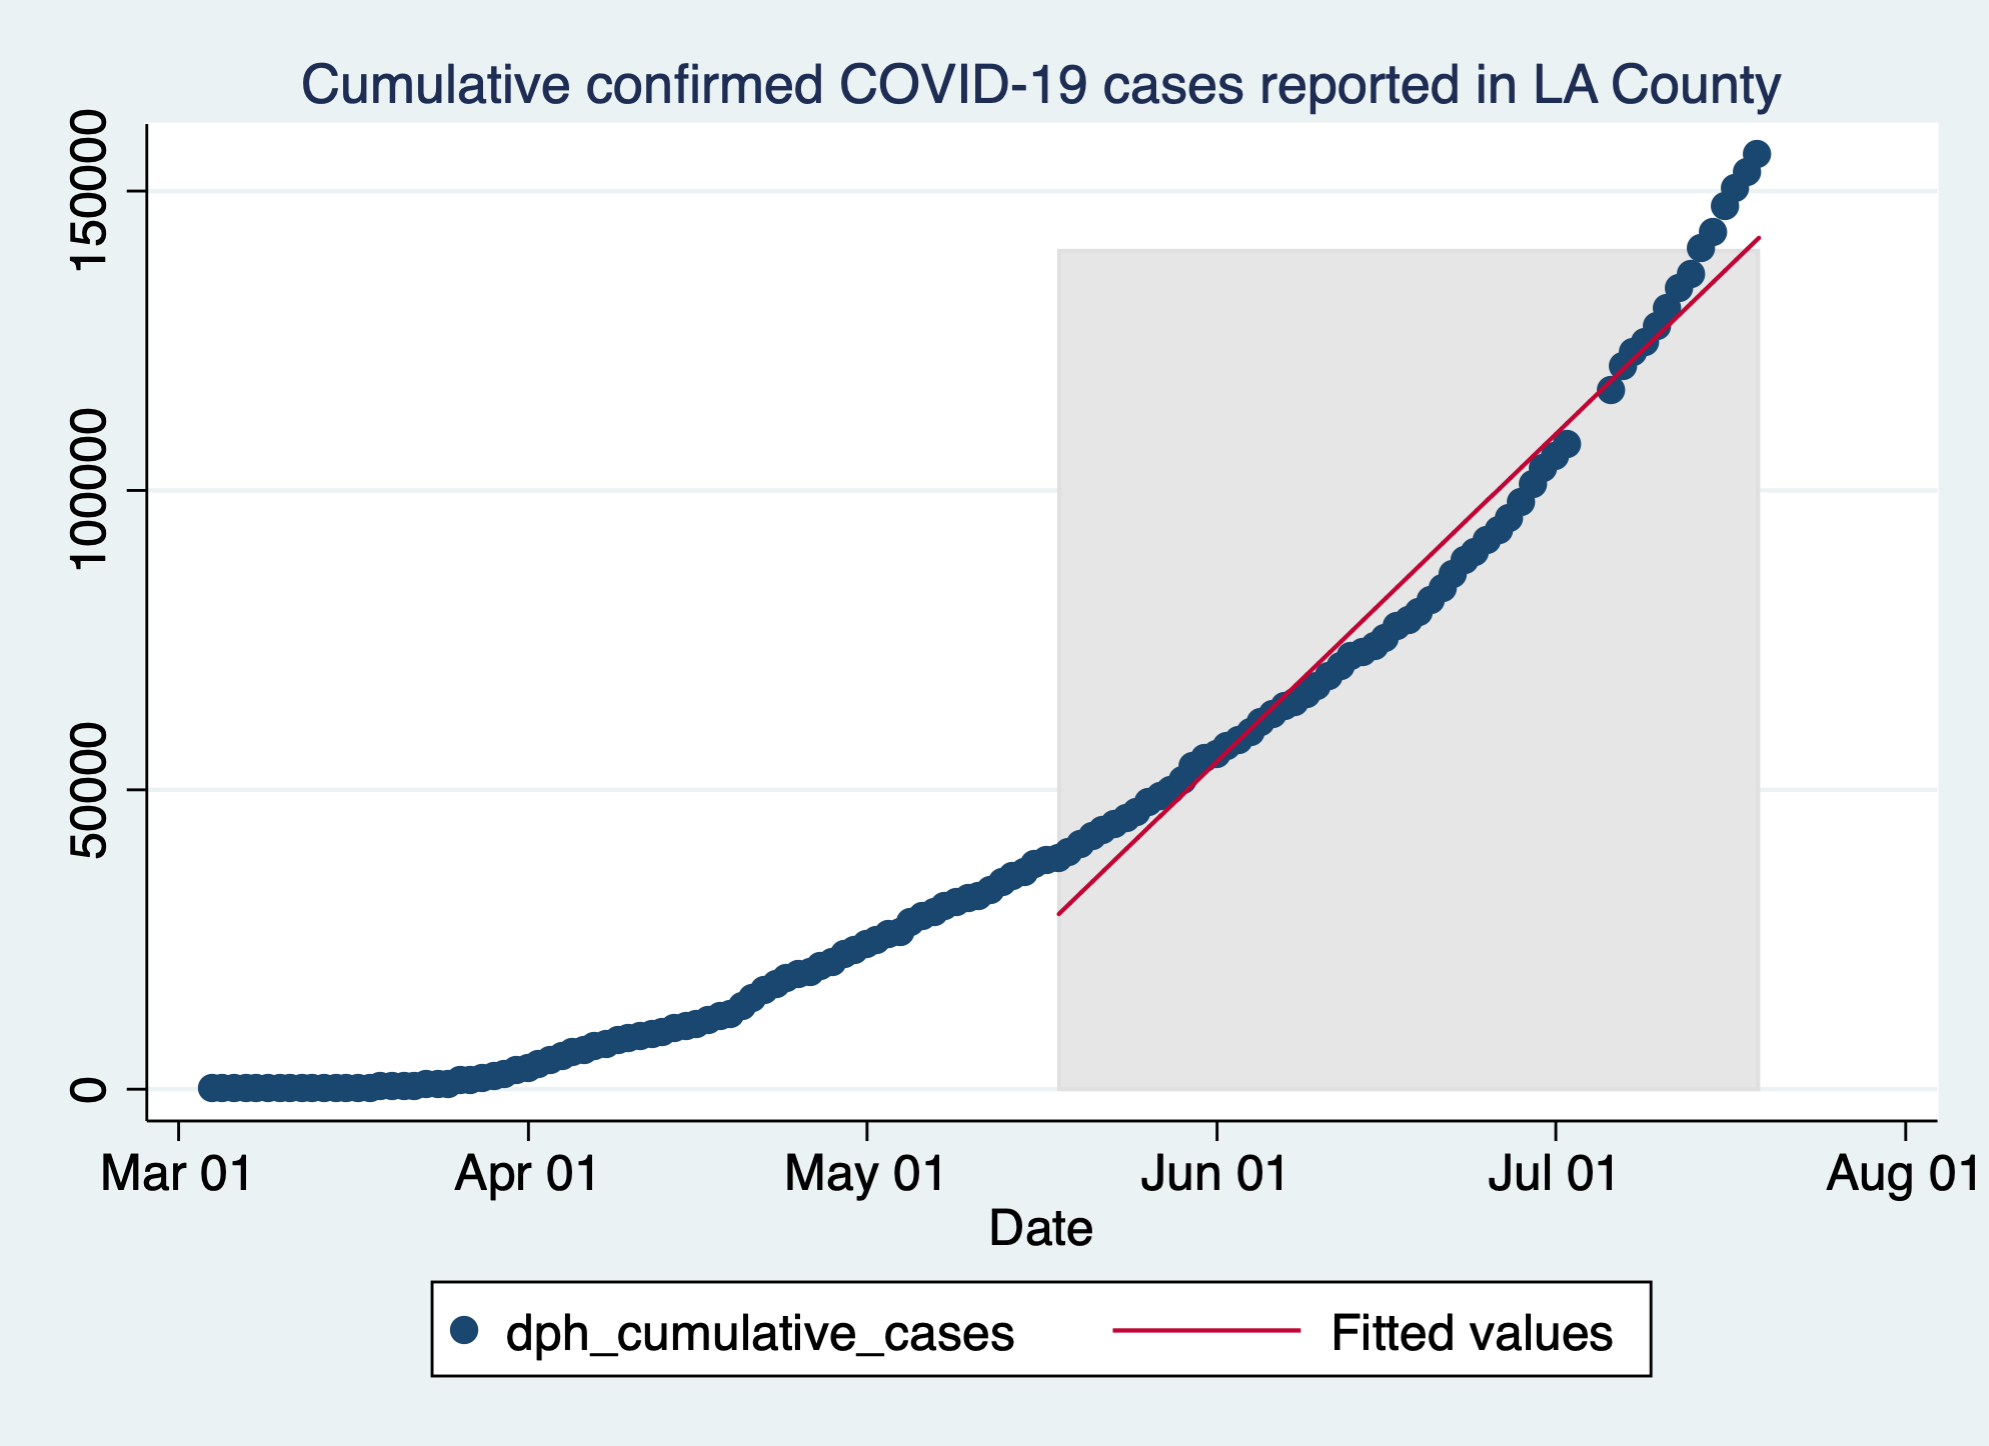 Cumulative confirmed COVID-19 cases reported in LA County
150000
100000
50000
0
Mar 01 Apr 01 May 01 Jun 01 Jul 01 Aug 01
Date
dph_cumulative_cases Fitted values